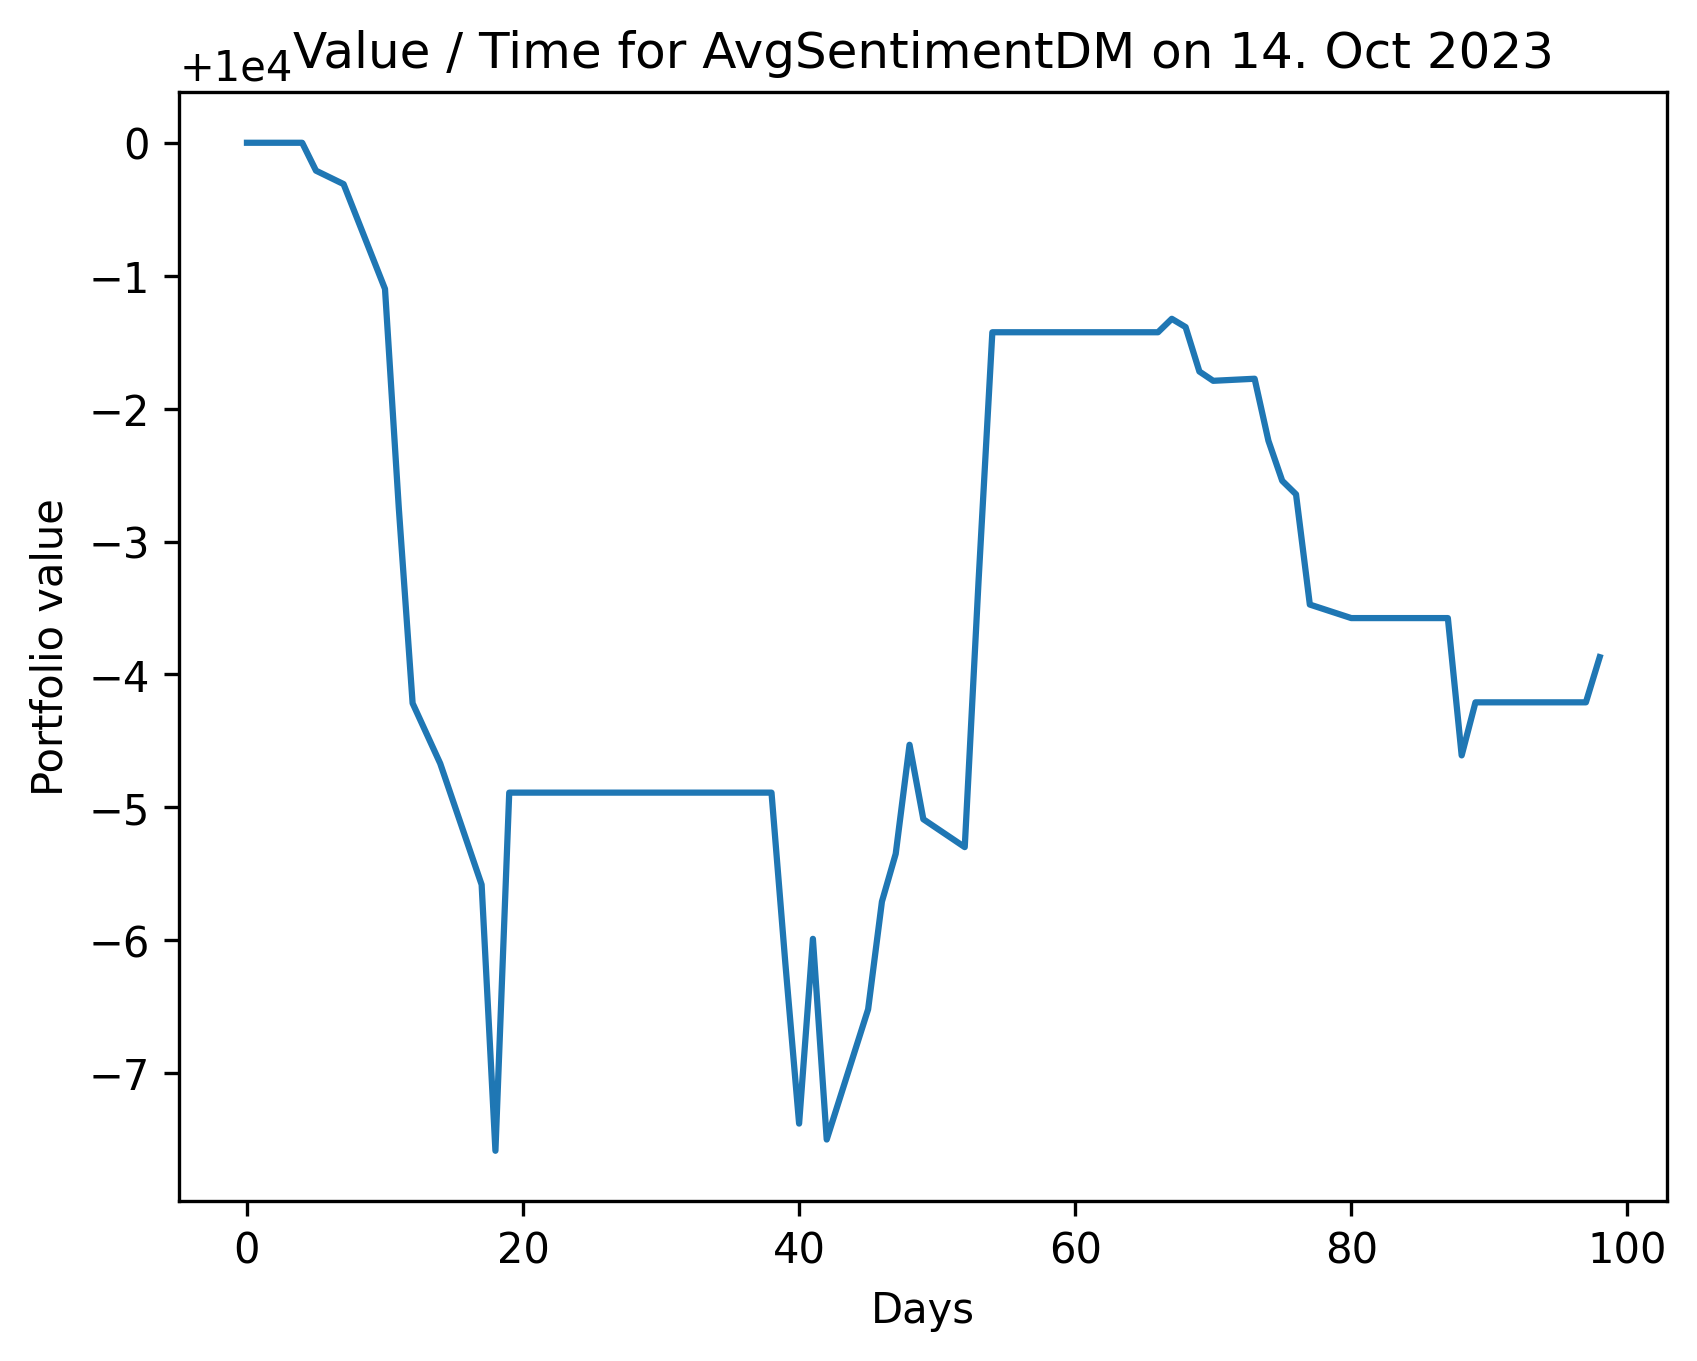 Value / Time for AvgSentimentDM on 14. Oct 2023
+1e4
0
−1
−2
−3
−4
−5
−6
−7
Portfolio value
0 20 40 60 80 100
Days